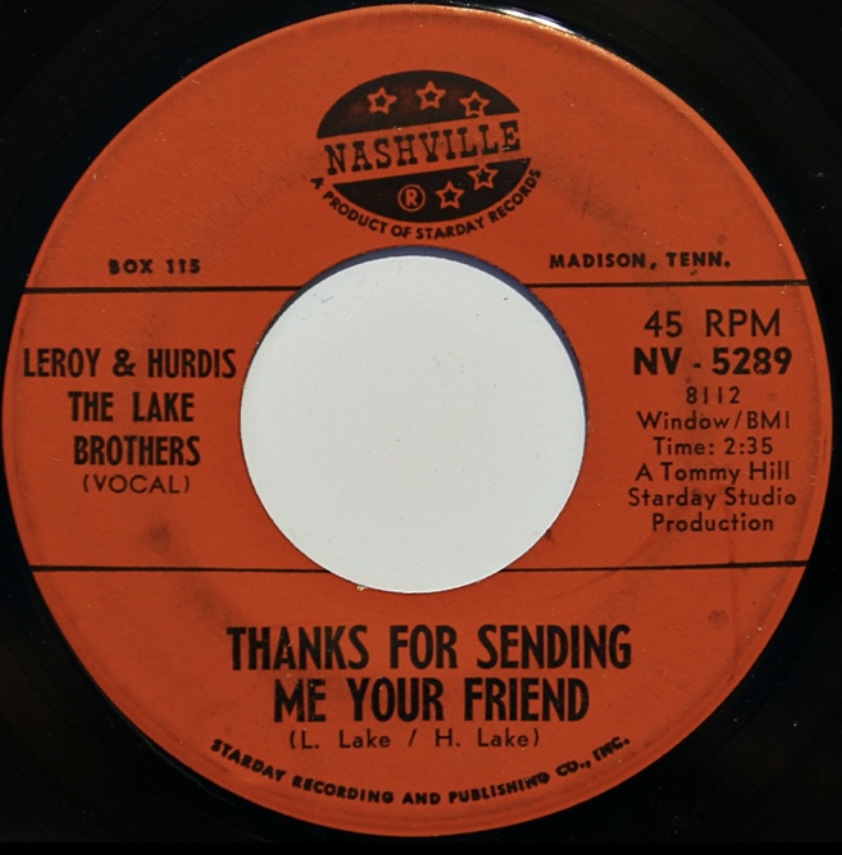 NASHVILLE
®
A PRODUCT OF STARDAY RECORDS
BOX 115
MADISON, TENN.
LEROY & HURDIS
THE LAKE
BROTHERS
(VOCAL)
45 RPM
NV - 5289
8112
Window/BMI
Time: 2:35
A Tommy Hill
Starday Studio
Production
THANKS FOR SENDING
ME YOUR FRIEND
(L. Lake / H. Lake)
STARDAY RECORDING AND PUBLISHING CO., INC.